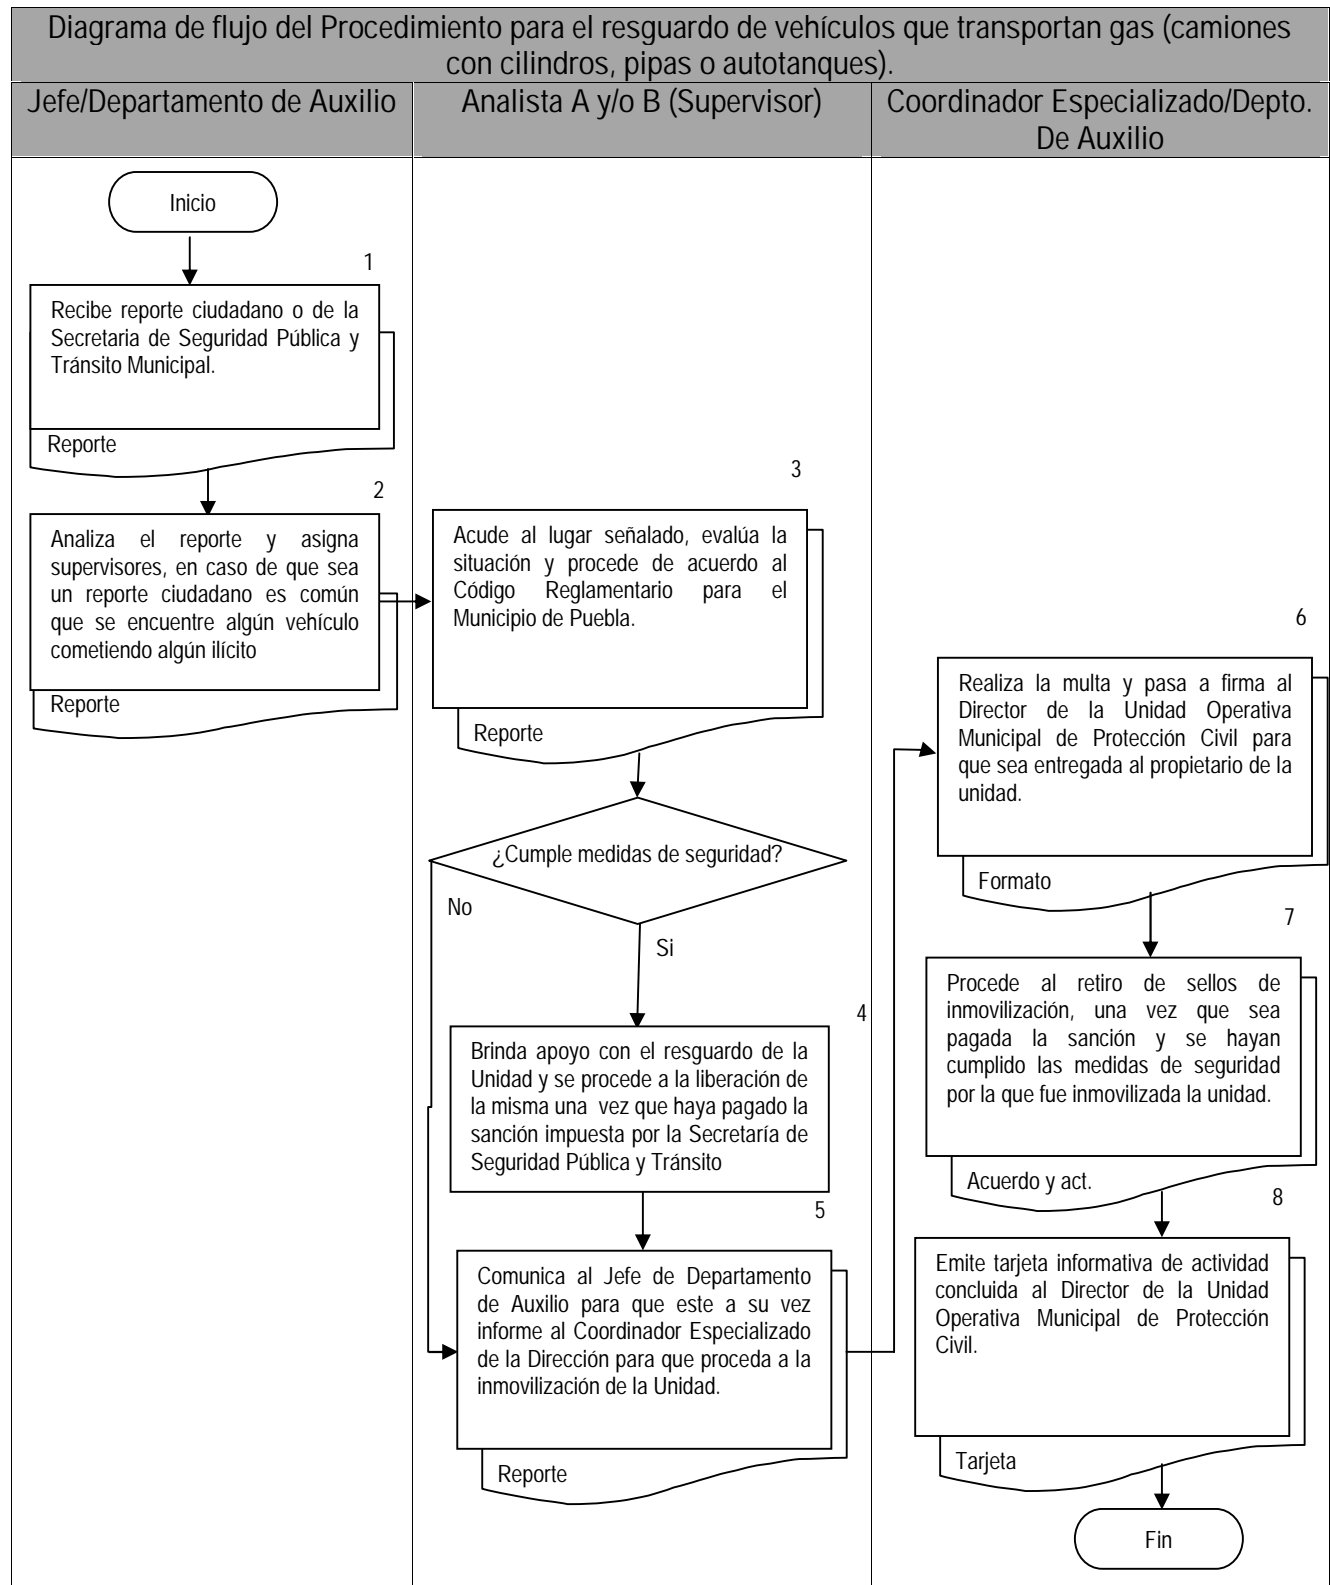 Diagrama de flujo del Procedimiento para el resguardo de vehículos que transportan gas (camiones
con cilindros, pipas o autotanques).
Jefe/Departamento de Auxilio
Analista A y/o B (Supervisor)
Coordinador Especializado/Depto.
De Auxilio
Inicio
1
Recibe reporte ciudadano o de la
Secretaria de Seguridad Pública y
Tránsito Municipal.
Reporte
2
Analiza el reporte y asigna
supervisores, en caso de que sea
un reporte ciudadano es común
que se encuentre algún vehículo
cometiendo algún ilícito
Reporte
3
Acude al lugar señalado, evalúa la
situación y procede de acuerdo al
Código Reglamentario para el
Municipio de Puebla.
Reporte
¿Cumple medidas de seguridad?
No
Si
4
Brinda apoyo con el resguardo de la
Unidad y se procede a la liberación de
la misma una vez que haya pagado la
sanción impuesta por la Secretaría de
Seguridad Pública y Tránsito
5
Comunica al Jefe de Departamento
de Auxilio para que este a su vez
informe al Coordinador Especializado
de la Dirección para que proceda a la
inmovilización de la Unidad.
Reporte
6
Realiza la multa y pasa a firma al
Director de la Unidad Operativa
Municipal de Protección Civil para
que sea entregada al propietario de la
unidad.
Formato
7
Procede al retiro de sellos de
inmovilización, una vez que sea
pagada la sanción y se hayan
cumplido las medidas de seguridad
por la que fue inmovilizada la unidad.
Acuerdo y act.
8
Emite tarjeta informativa de actividad
concluida al Director de la Unidad
Operativa Municipal de Protección
Civil.
Tarjeta
Fin